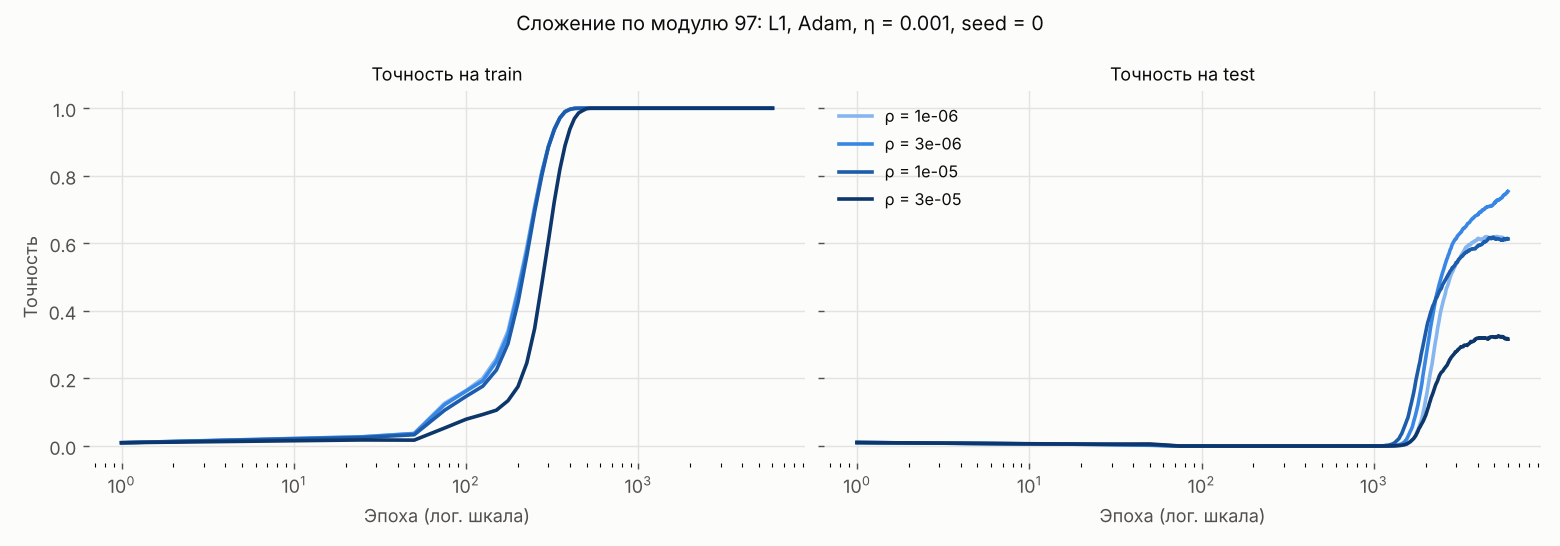 Сложение по модулю 97: L1, Adam, η = 0.001, seed = 0
Точность на train
Точность
1.0
0.8
0.6
0.4
0.2
0.0
10⁰
10¹
10²
10³
Эпоха (лог. шкала)
Точность на test
ρ = 1e-06
ρ = 3e-06
ρ = 1e-05
ρ = 3e-05
10⁰
10¹
10²
10³
Эпоха (лог. шкала)